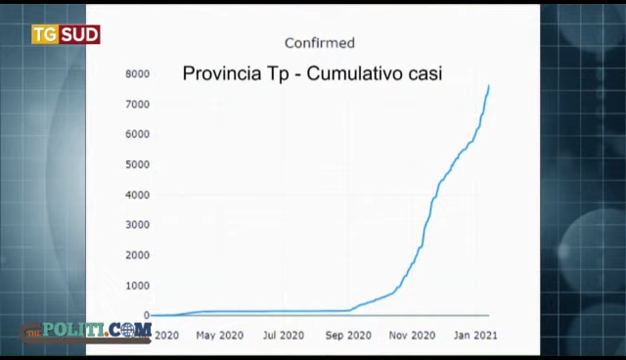 TG SUD
Confirmed
Provincia Tp - Cumulativo casi
8000
7000
6000
5000
4000
3000
2000
1000
0
2020 May 2020 Jul 2020 Sep 2020 Nov 2020 Jan 2021
THE POLITI.COM